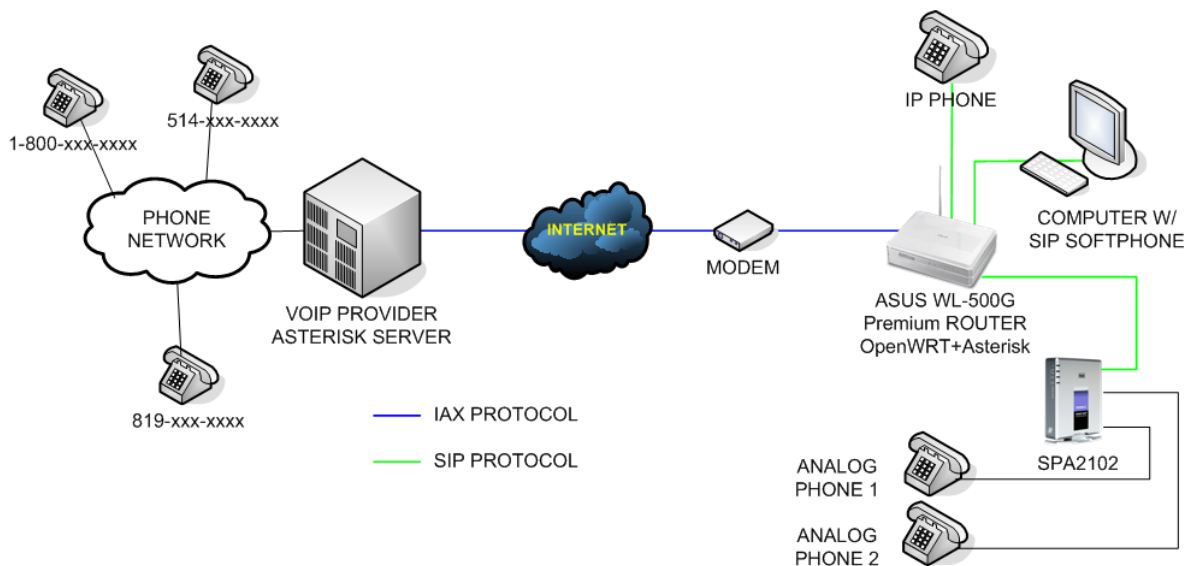 1-800-xxx-xxxx
514-xxx-xxxx
PHONE
NETWORK
819-xxx-xxxx
VOIP PROVIDER
ASTERISK SERVER
INTERNET
MODEM
IP PHONE
COMPUTER W/
SIP SOFTPHONE
ASUS WL-500G
Premium ROUTER
OpenWRT+Asterisk
SPA2102
ANALOG
PHONE 1
ANALOG
PHONE 2
IAX PROTOCOL
SIP PROTOCOL